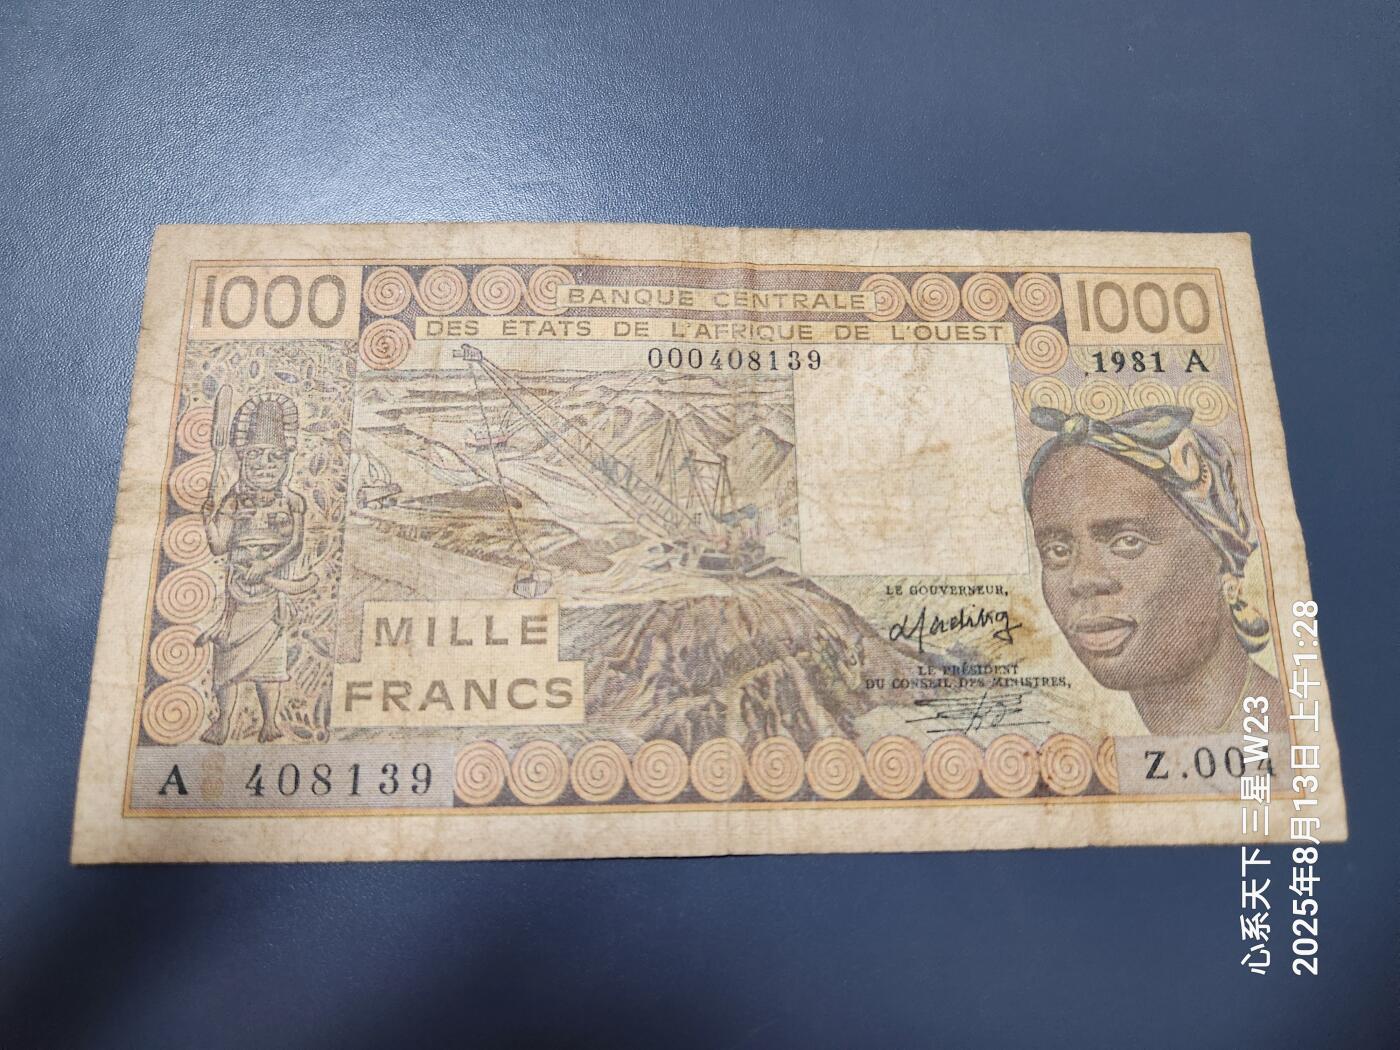 1000
BANQUE CENTRALE
1000
DES ETATS DE L'AFRIQUE DE L'OUEST
000408139
1981 A
LE GOUVERNEUR,
MILLE
FRANCS
LE PRÉSIDENT
DU CONSEIL DES MINISTRES,
A 408139
Z.004
心系天下 三星 W23
2025年8月13日 上午1:28